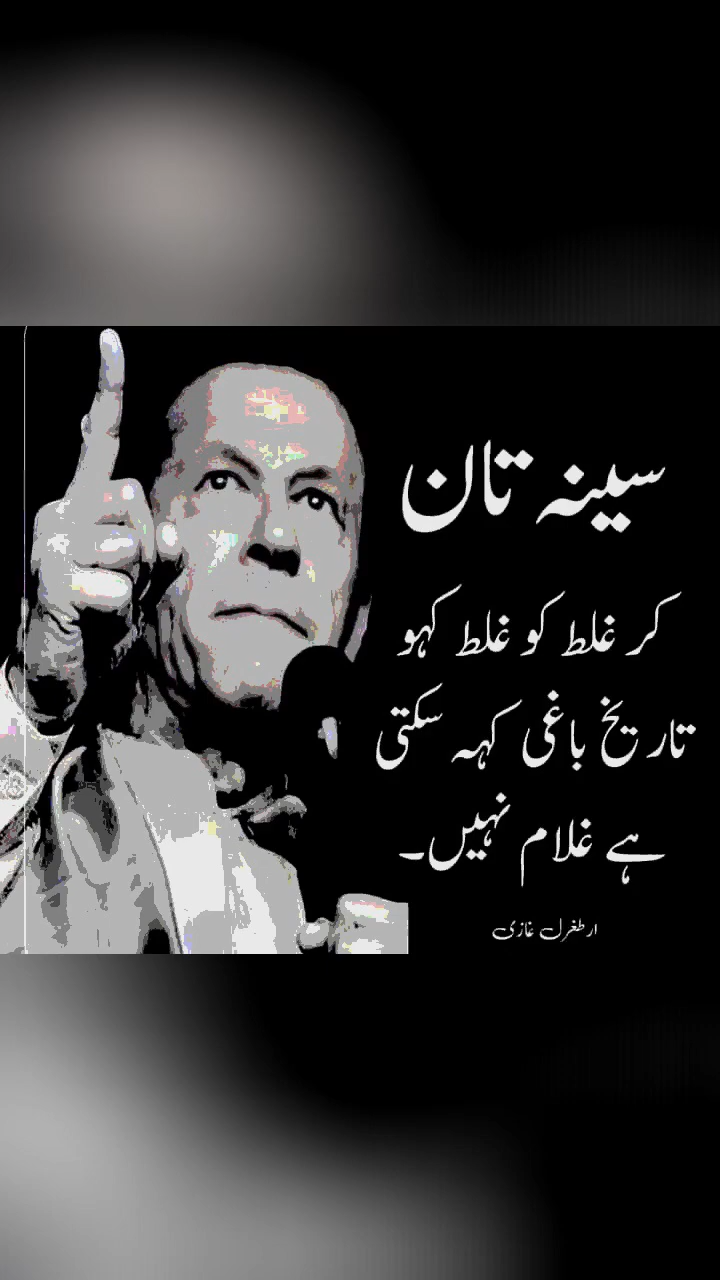 سینہ تان
کر غلط کو غلط کہو
تاریخ باغی کہہ سکتی
ہے غلام نہیں۔
ارطغرل غازی